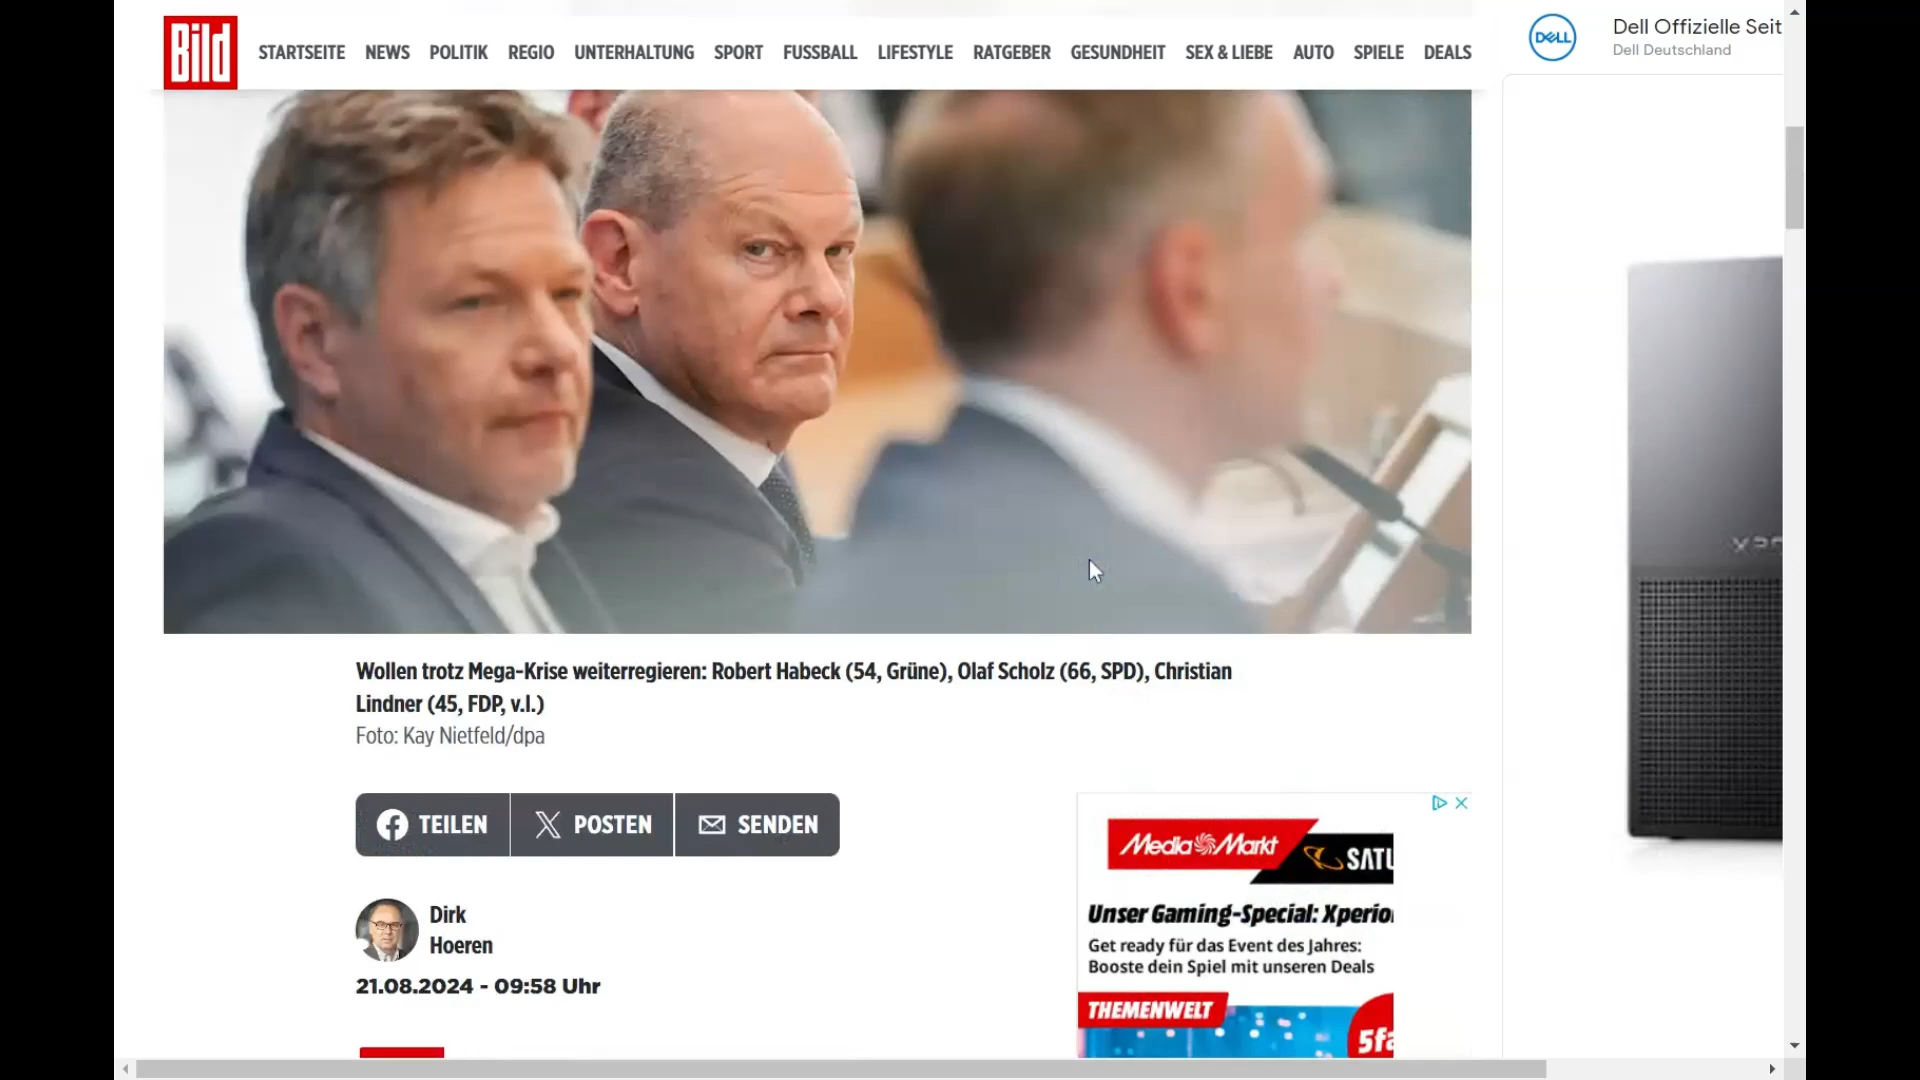 Bild
STARTSEITE NEWS POLITIK REGIO UNTERHALTUNG SPORT FUSSBALL LIFESTYLE RATGEBER GESUNDHEIT SEX & LIEBE AUTO SPIELE DEALS
DELL
Dell Offizielle Seit
Dell Deutschland
Wollen trotz Mega-Krise weiterregieren: Robert Habeck (54, Grüne), Olaf Scholz (66, SPD), Christian
Lindner (45, FDP, v.l.)
Foto: Kay Nietfeld/dpa
TEILEN
POSTEN
SENDEN
Dirk
Hoeren
21.08.2024 - 09:58 Uhr
Media Markt
SATU
Unser Gaming-Special: Xperio
Get ready für das Event des Jahres:
Booste dein Spiel mit unseren Deals
THEMENWELT
5fa